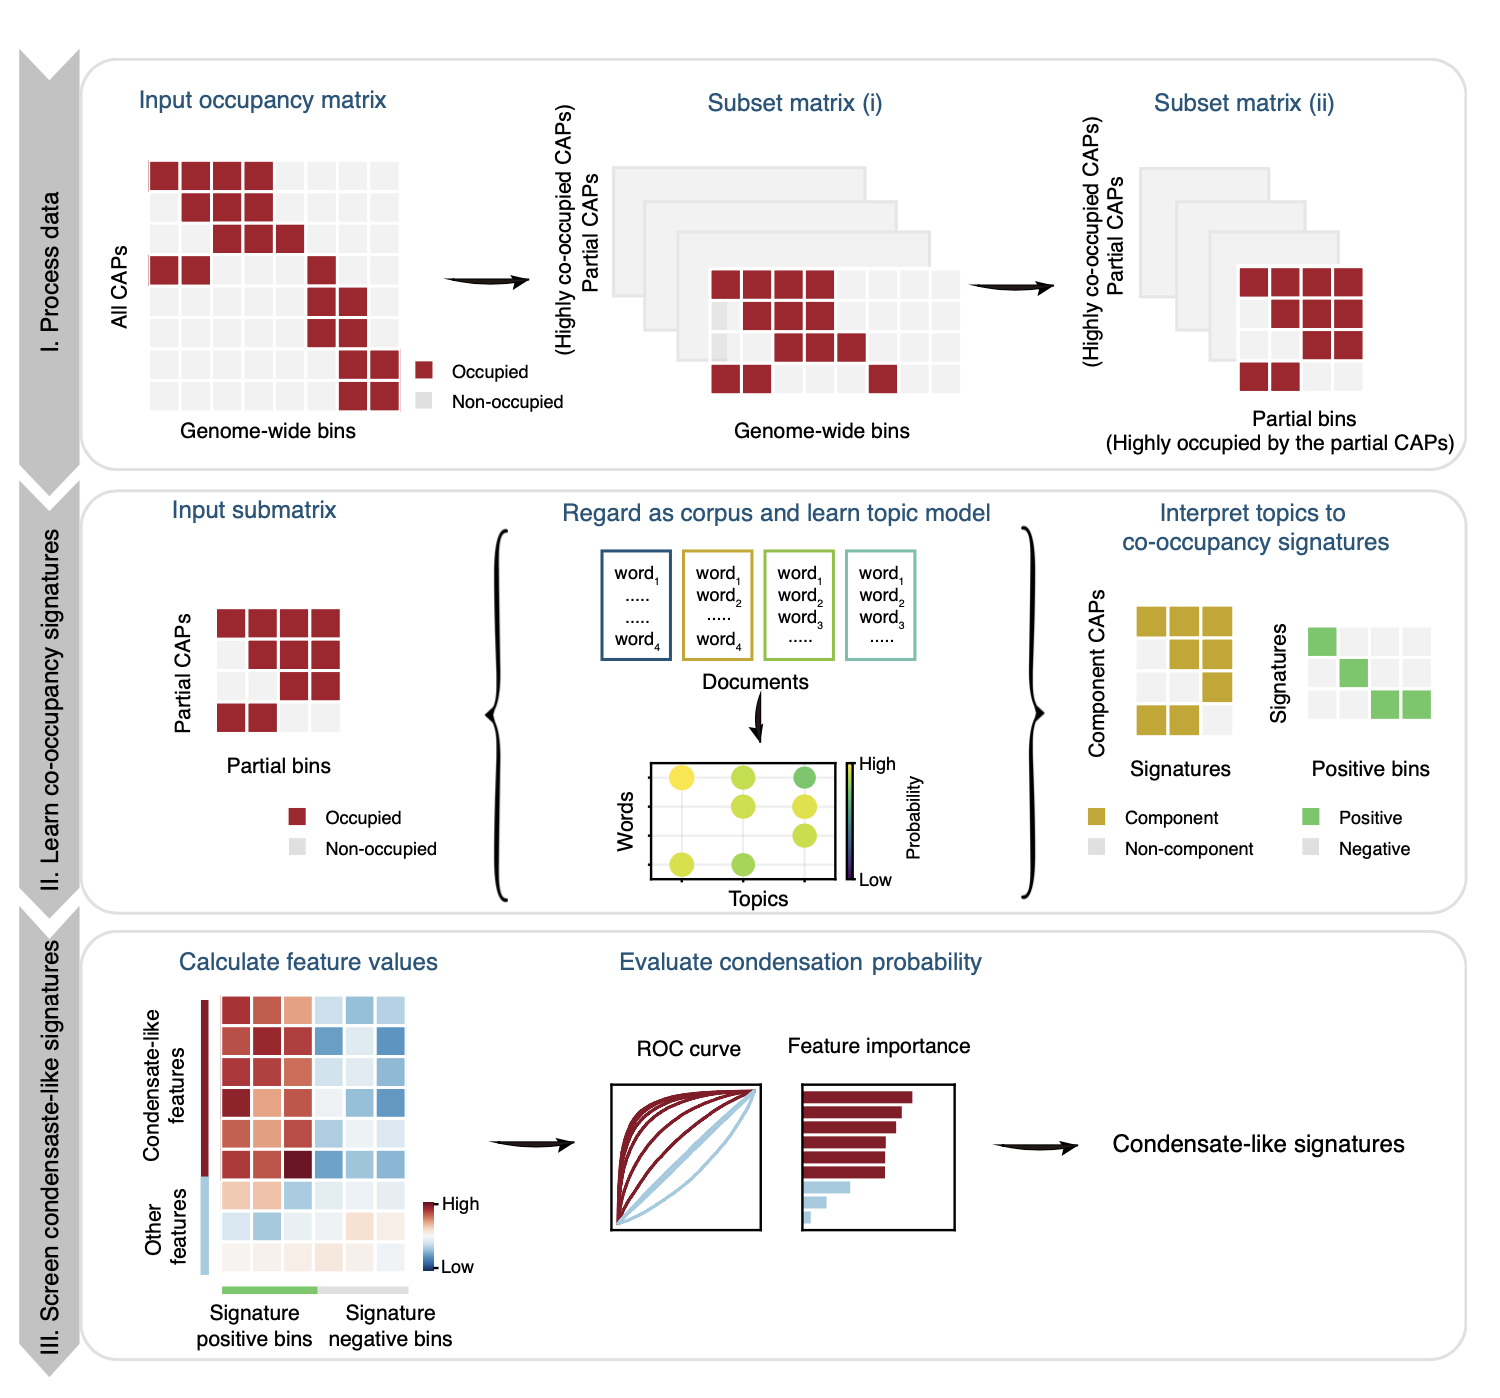 I. Process data
Input occupancy matrix
All CAPs
Genome-wide bins
Occupied
Non-occupied
Subset matrix (i)
(Highly co-occupied CAPs)
Partial CAPs
Genome-wide bins
Subset matrix (ii)
(Highly co-occupied CAPs)
Partial CAPs
Partial bins
(Highly occupied by the partial CAPs)
II. Learn co-occupancy signatures
Input submatrix
Partial CAPs
Partial bins
Occupied
Non-occupied
Regard as corpus and learn topic model
word1
.....
.....
word4
word1
word2
.....
word4
word1
word2
word3
.....
word1
word2
word3
.....
Documents
Words
Topics
High
Low
Probability
Interpret topics to
co-occupancy signatures
Component CAPs
Signatures
Component
Non-component
Signatures
Positive bins
Positive
Negative
III. Screen condensaste-like signatures
Calculate feature values
Condensate-like
features
Other
features
High
Low
Signature
positive bins
Signature
negative bins
Evaluate condensation probability
ROC curve
Feature importance
Condensate-like signatures